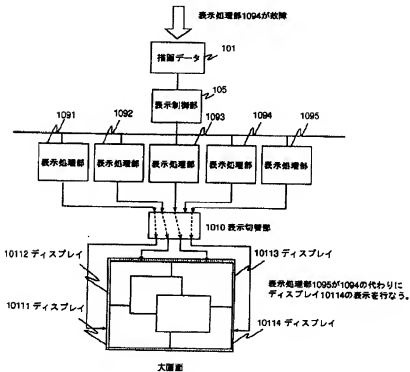 表示処理部1094が故障
101
描画データ
105
表示制御部
1091
1092
1093
1094
1095
表示処理部
表示処理部
表示処理部
表示処理部
表示処理部
1010 表示切替部
10112 ディスプレイ
10113 ディスプレイ
表示処理部1095が1094の代わりに
ディスプレイ10114の表示を行なう。
10111 ディスプレイ
10114 ディスプレイ
大画面